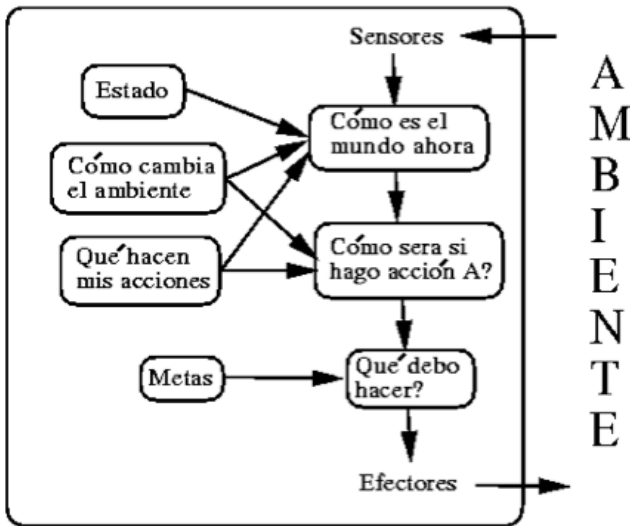 Sensores
Estado
Cómo es el
mundo ahora
Cómo cambia
el ambiente
Qué hacen
mis acciones
Cómo sera si
hago acción A?
Metas
Qué debo
hacer?
Efectores
AMBIENTE